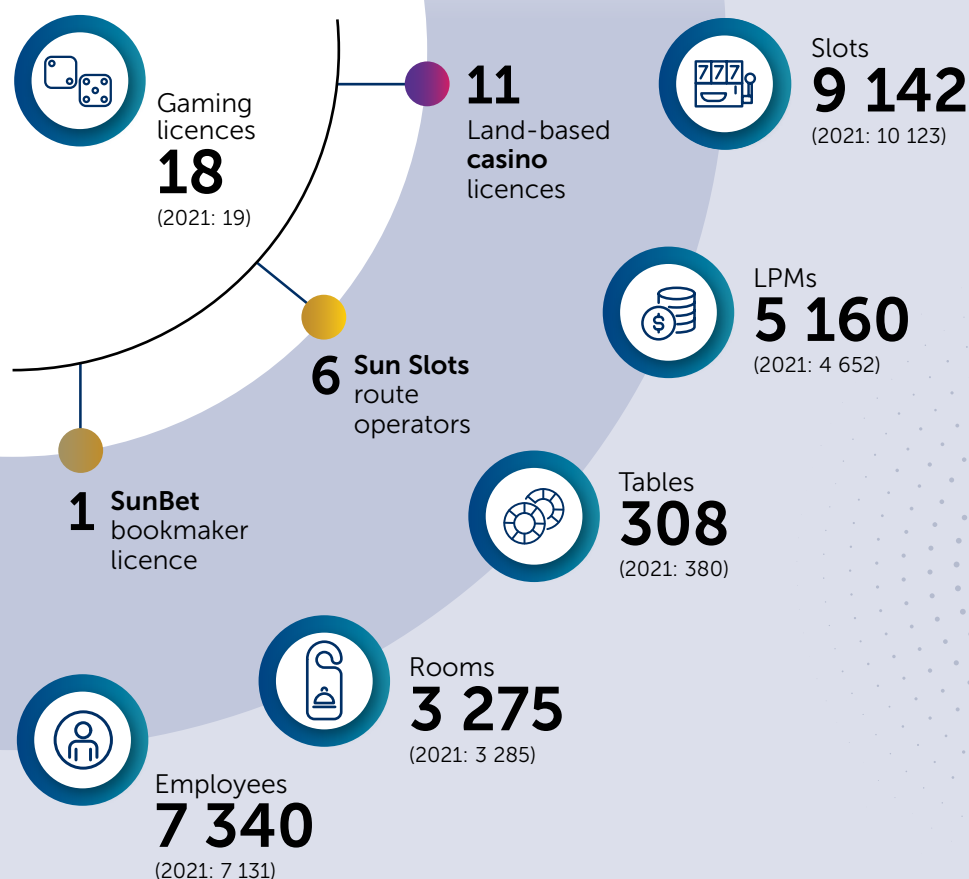 Gaming
licences
18
(2021: 19)
11
Land-based
casino
licences
6 Sun Slots
route
operators
1 SunBet
bookmaker
licence
777
Slots
9 142
(2021: 10 123)
$
LPMs
5 160
(2021: 4 652)
Tables
308
(2021: 380)
Rooms
3 275
(2021: 3 285)
Employees
7 340
(2021: 7 131)